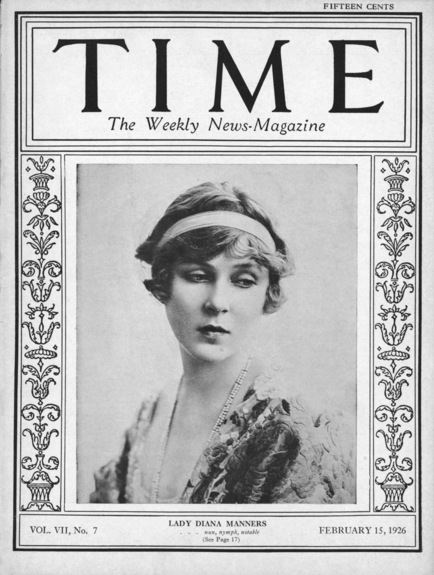 FIFTEEN CENTS
TIME
The Weekly News-Magazine
LADY DIANA MANNERS
. . . nun, nymph, notable
(See Page 17)
VOL. VII, No. 7
FEBRUARY 15, 1926